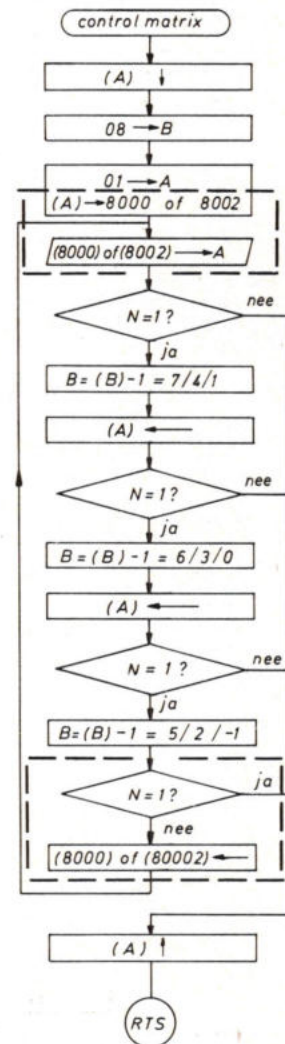 control matrix
(A) ↓
08 → B
01 → A
(A) → 8000 of 8002
(8000) of (8002) → A
N=1?
nee
ja
B=(B)-1 = 7/4/1
(A) ←
N=1?
nee
ja
B=(B)-1 = 6/3/0
(A) ←
N=1?
nee
ja
B=(B)-1 = 5/2/-1
N=1?
ja
nee
(8000) of (80002) ←
(A) ↑
RTS